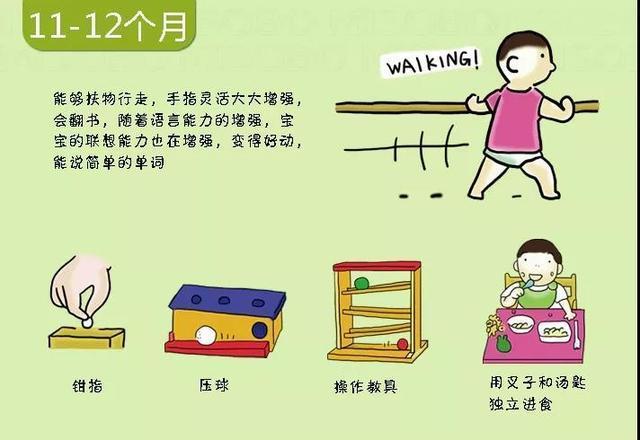 11-12个月
WAIKING!
能够扶物行走，手指灵活大大增强，
会翻书，随着语言能力的增强，宝
宝的联想能力也在增强，变得好动，
能说简单的单词
钳指
压球
操作教具
用叉子和汤匙
独立进食